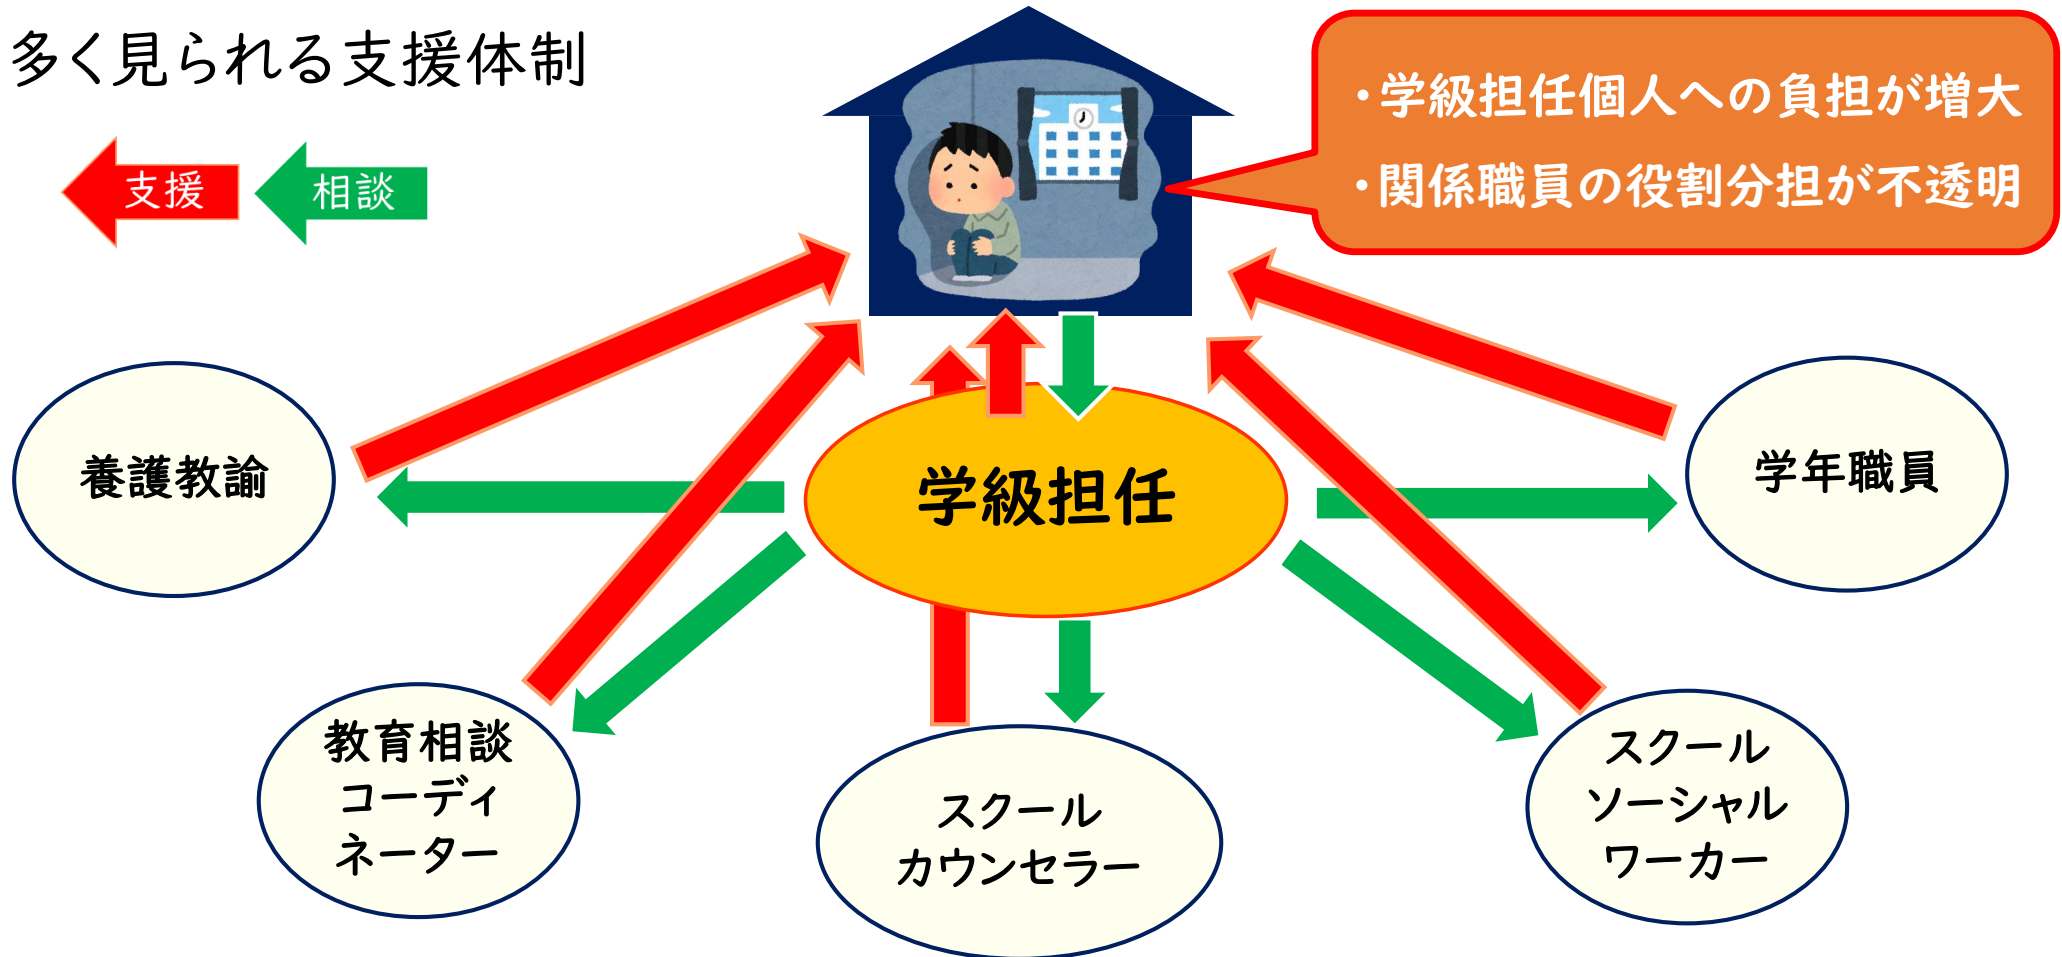 多く見られる支援体制
支援
相談
・学級担任個人への負担が増大
・関係職員の役割分担が不透明
養護教諭
学級担任
学年職員
教育相談
コーディ
ネーター
スクール
カウンセラー
スクール
ソーシャル
ワーカー